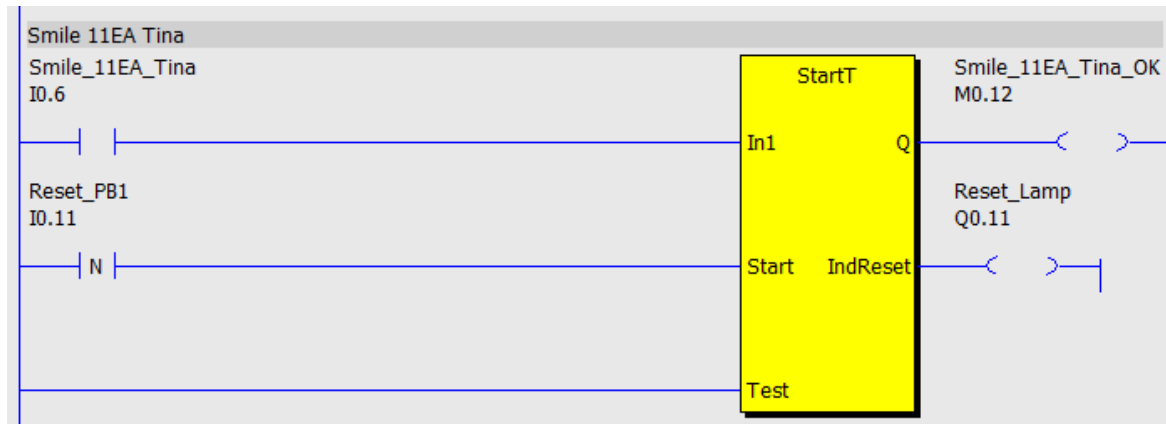 Smile 11EA Tina
Smile_11EA_Tina
I0.6
StartT
Smile_11EA_Tina_OK
M0.12
In1
Q
Reset_PB1
I0.11
Reset_Lamp
Q0.11
N
Start
IndReset
Test